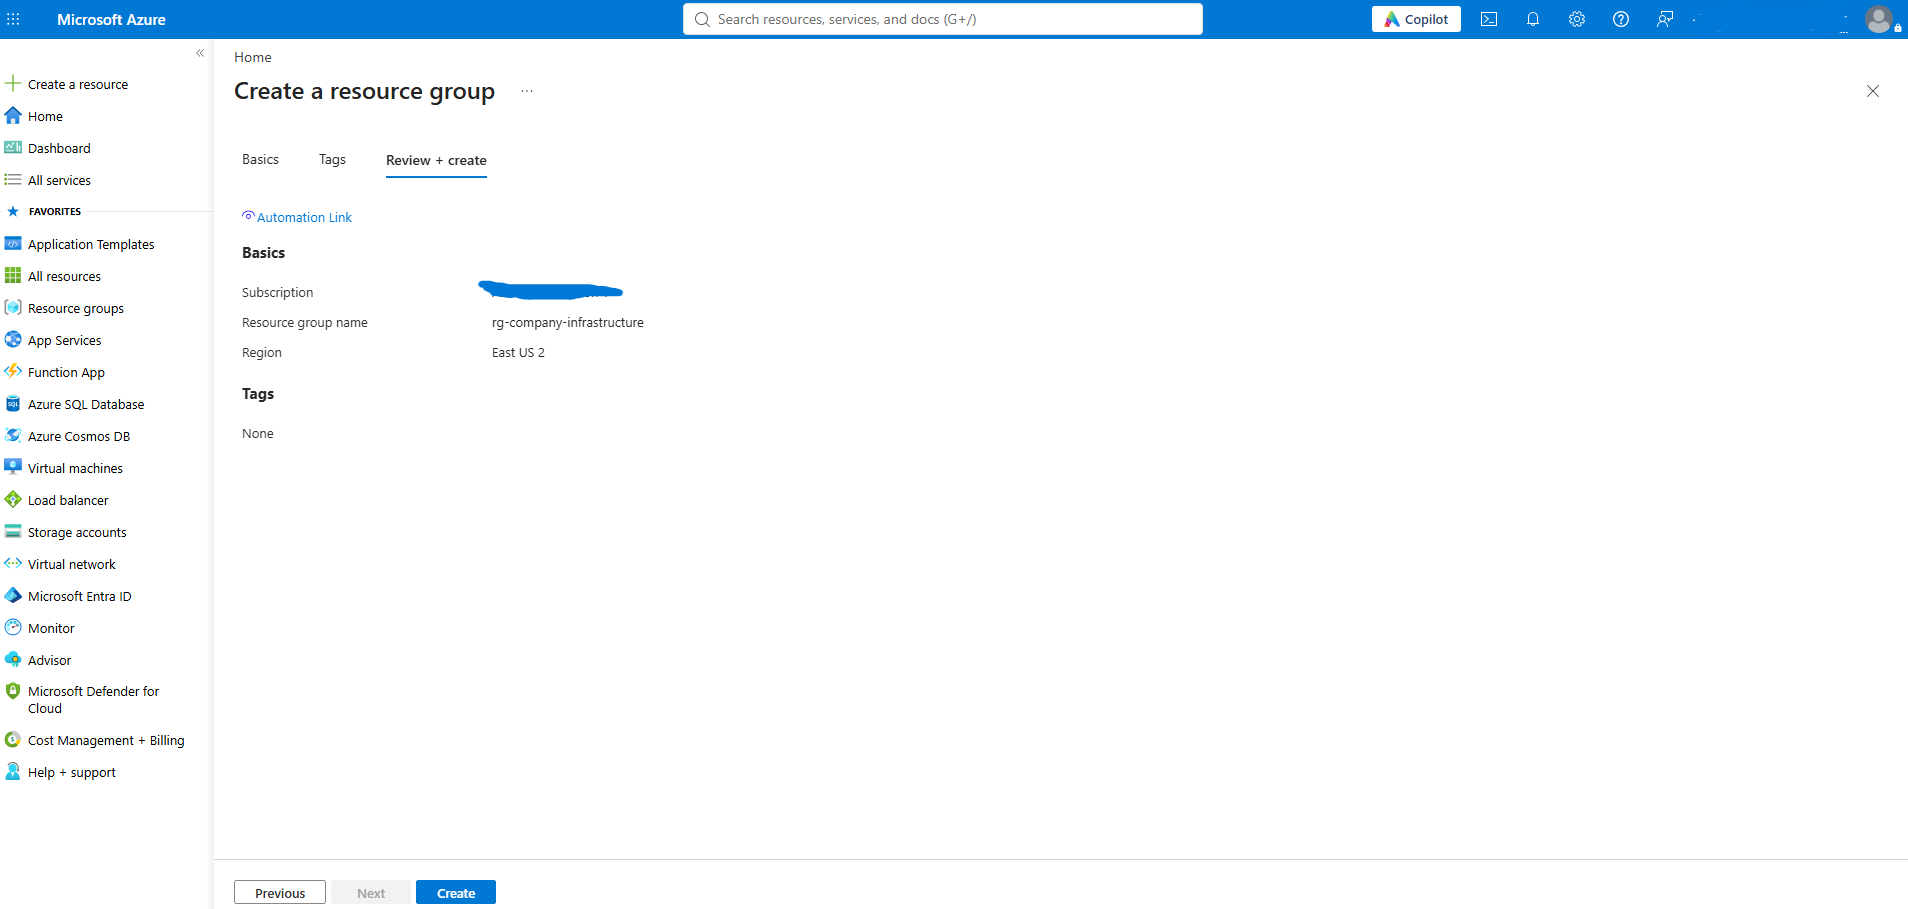 Microsoft Azure
Search resources, services, and docs (G+/)
Copilot
Create a resource
Home
Dashboard
All services
FAVORITES
Application Templates
All resources
Resource groups
App Services
Function App
Azure SQL Database
Azure Cosmos DB
Virtual machines
Load balancer
Storage accounts
Virtual network
Microsoft Entra ID
Monitor
Advisor
Microsoft Defender for
Cloud
Cost Management + Billing
Help + support
Home
Create a resource group ...
Basics Tags Review + create
Automation Link
Basics
Subscription
Resource group name rg-company-infrastructure
Region East US 2
Tags
None
Previous Next Create